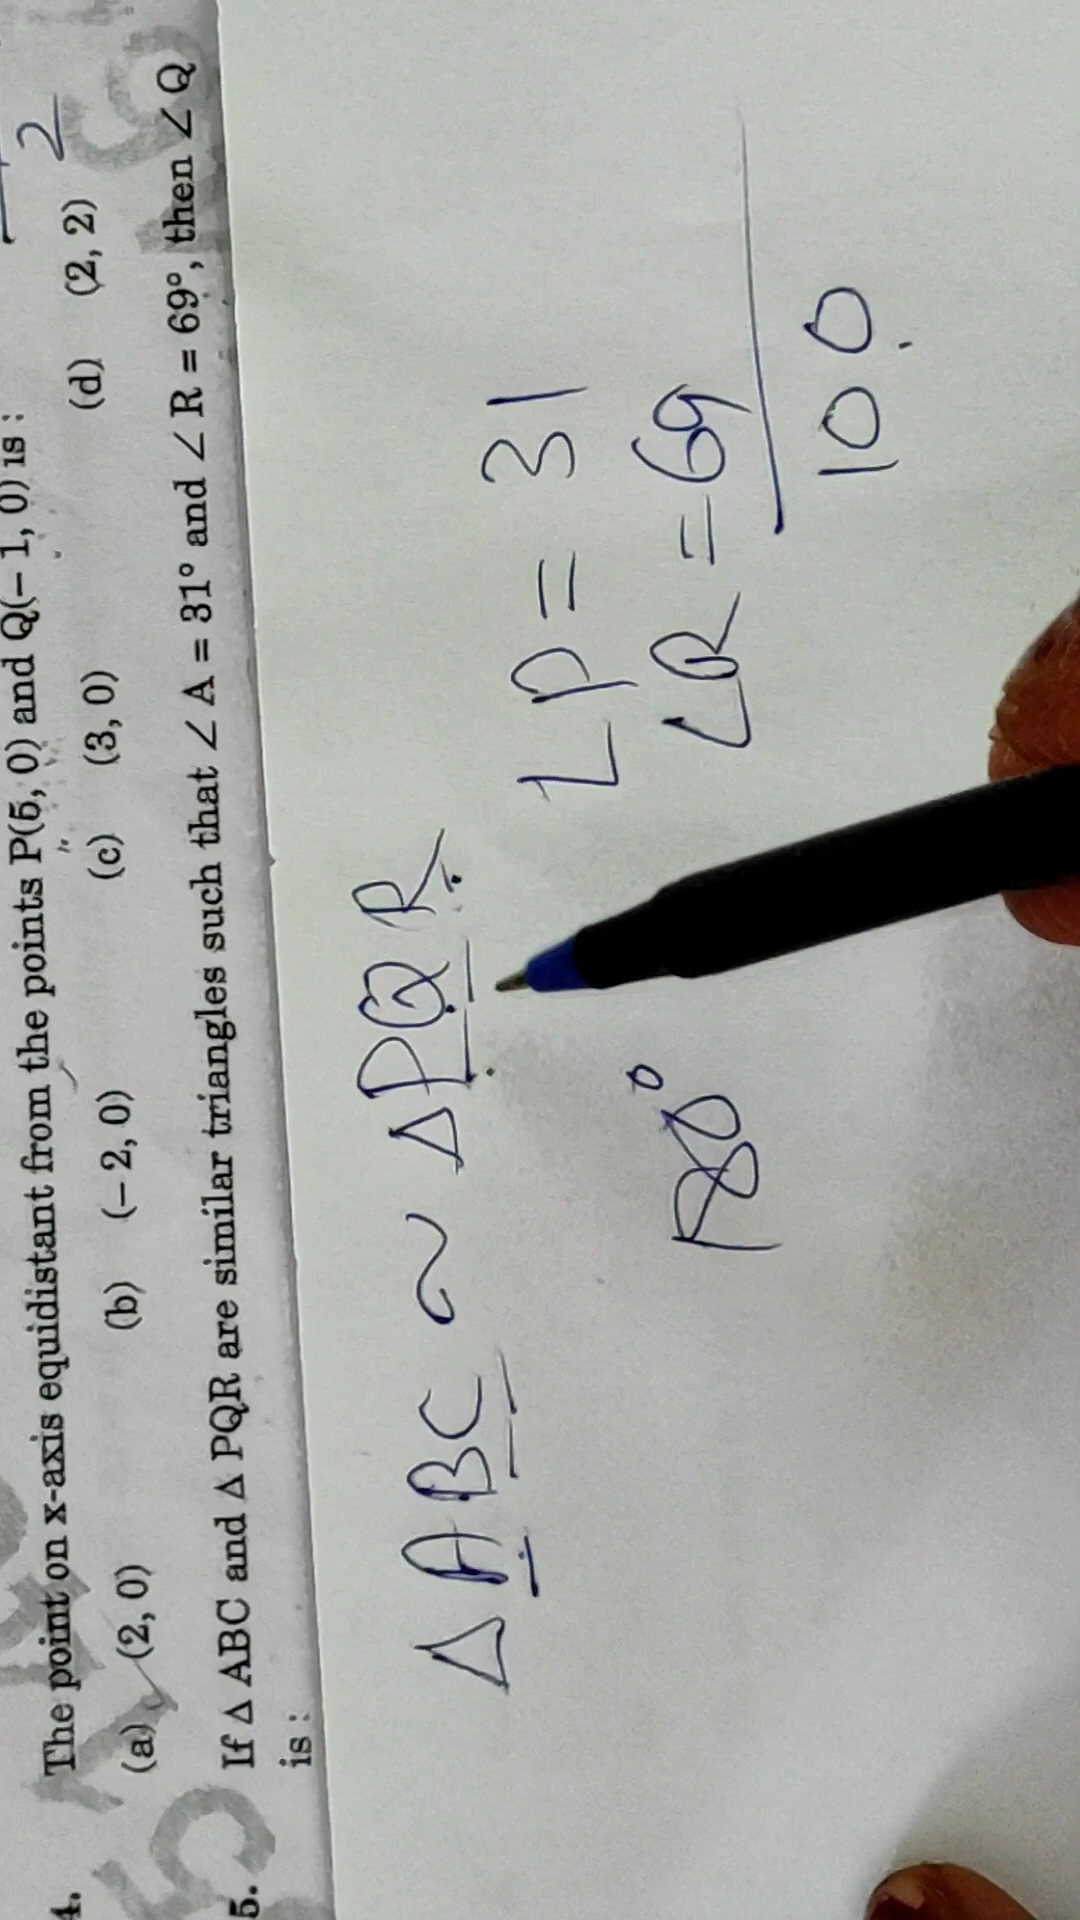 2
4. The point on x-axis equidistant from the points P(5, 0) and Q(– 1, 0) is :
(a) (2, 0) (b) (– 2, 0) (c) (3, 0) (d) (2, 2)
5. If Δ ABC and Δ PQR are similar triangles such that ∠ A = 31° and ∠ R = 69°, then ∠ Q
is :
Δ ABC ~ Δ PQR.
∠P = 31
∠R = 69
180°
100